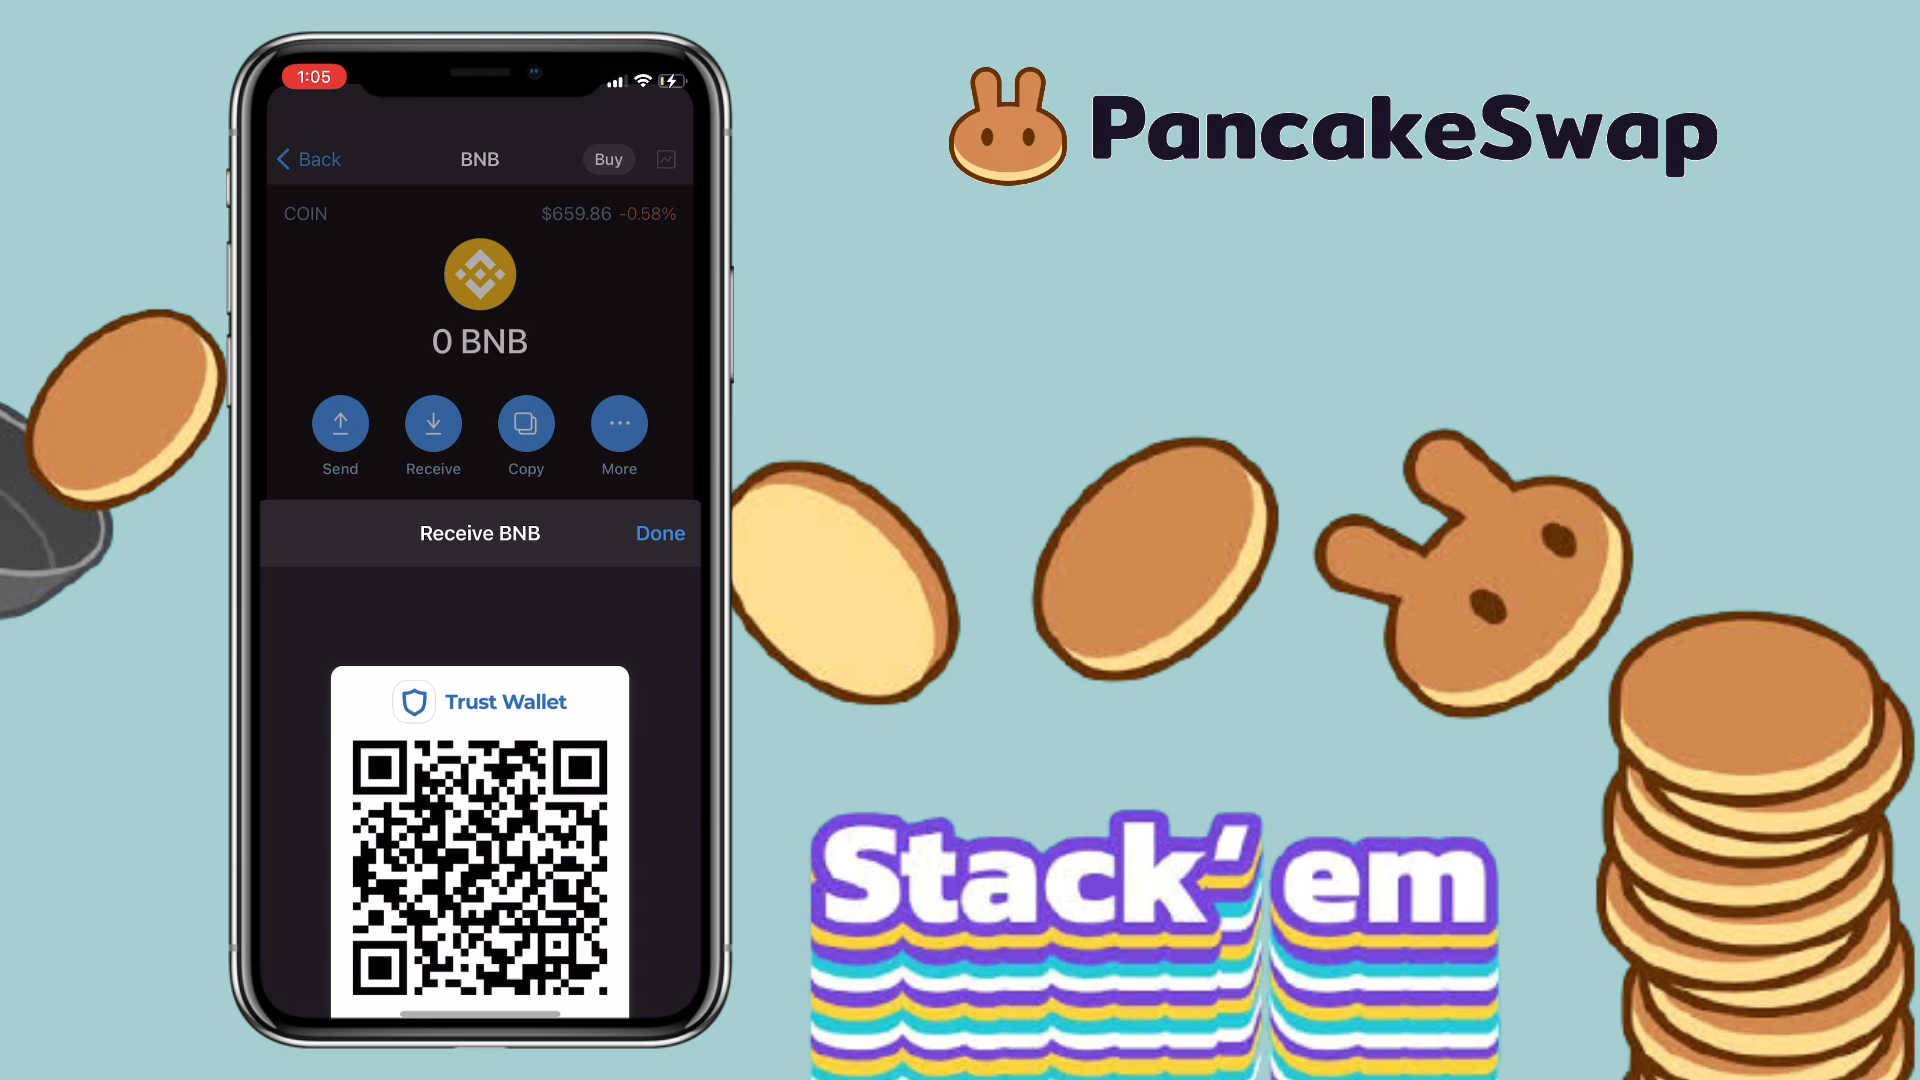 1:05
Back
BNB
Buy
COIN
$659.86 -0.58%
0 BNB
Send
Receive
Copy
More
Receive BNB
Done
Trust Wallet
PancakeSwap
Stack' em